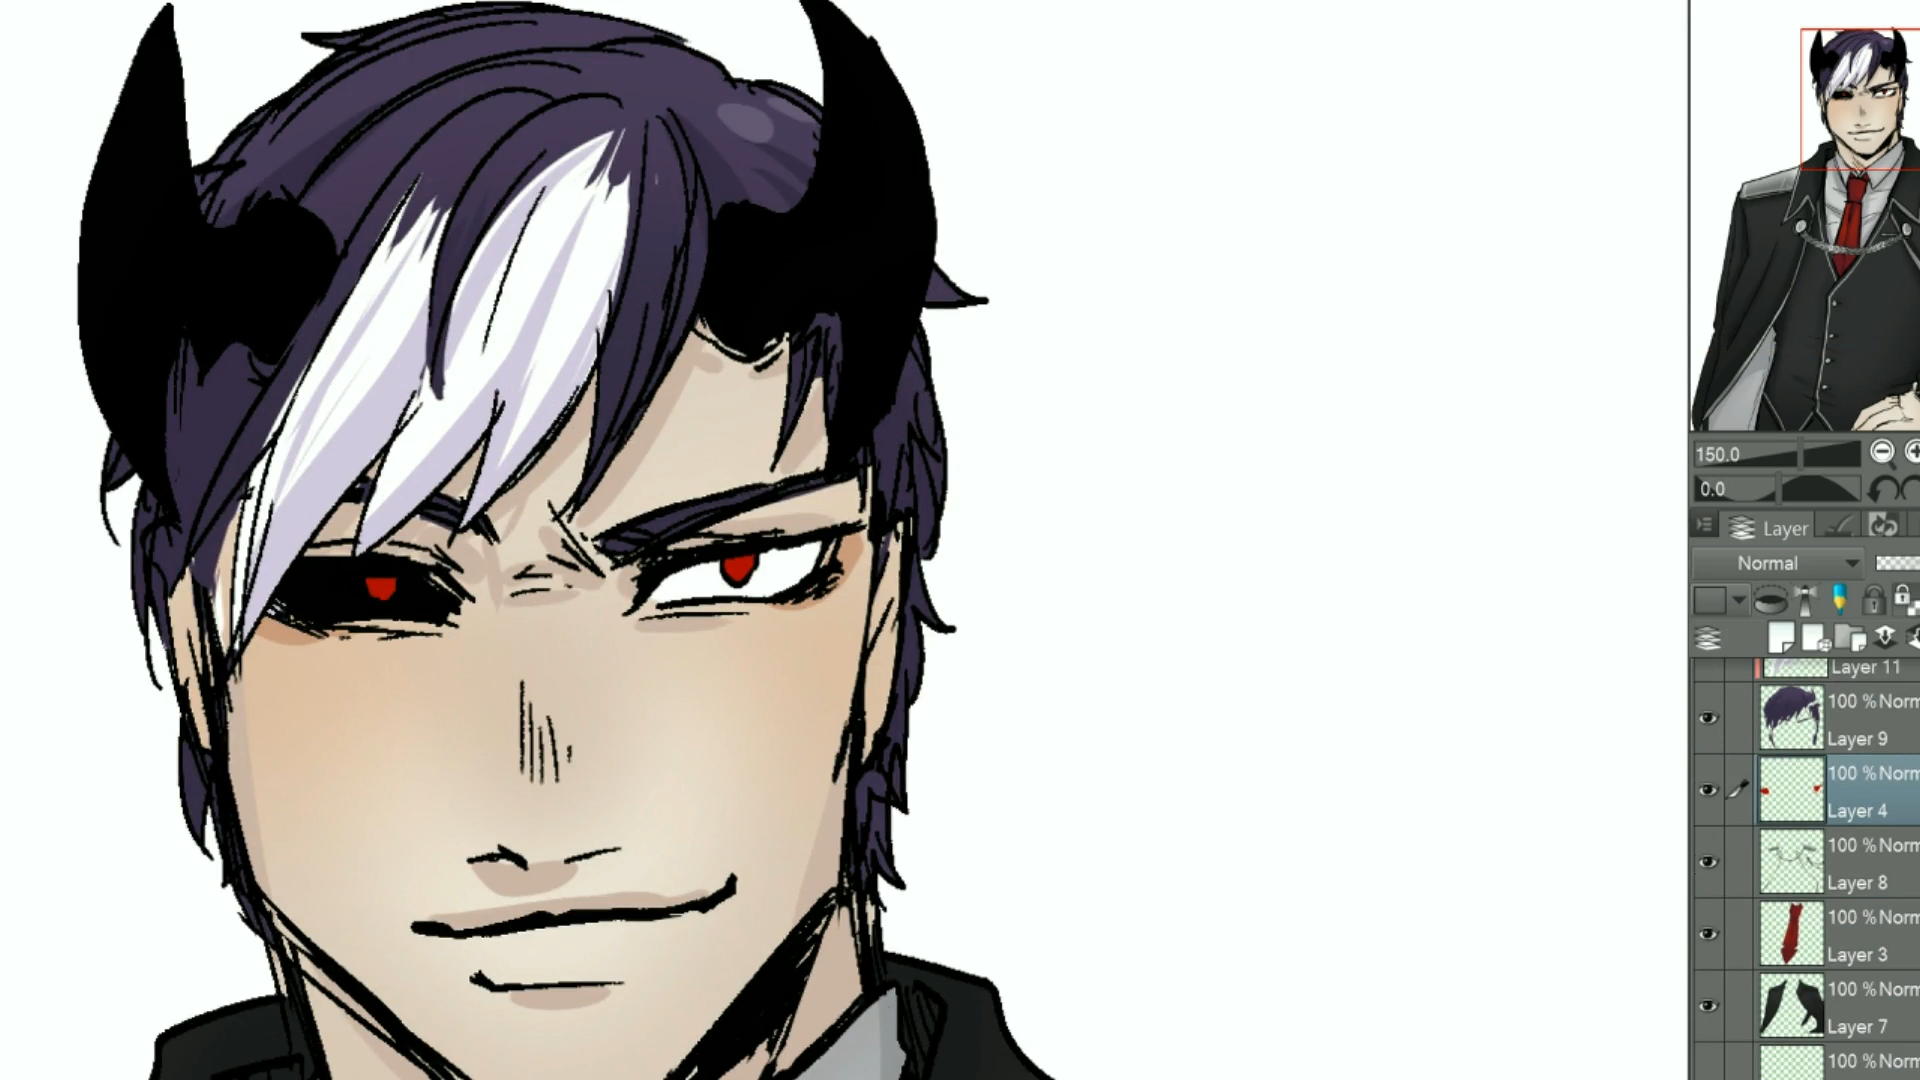 150.0
0.0
Layer
Normal
Layer 11
100 % Norm
Layer 9
100 % Norm
Layer 4
100 % Norm
Layer 8
100 % Norm
Layer 3
100 % Norm
Layer 7
100 % Norm